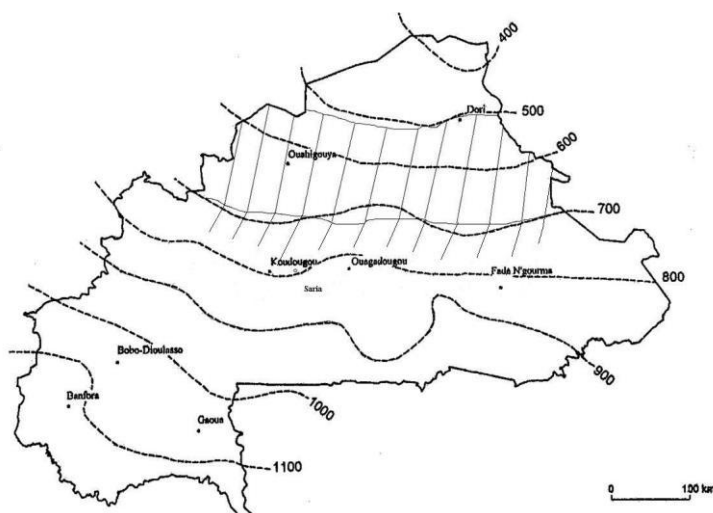 400
Dori
500
600
Ouahigouya
700
Koudougou
Ouagadougou
Fada N'gourma
800
Saria
Bobo-Dioulasso
900
Banfora
1000
Gaoua
1100
0 100 km